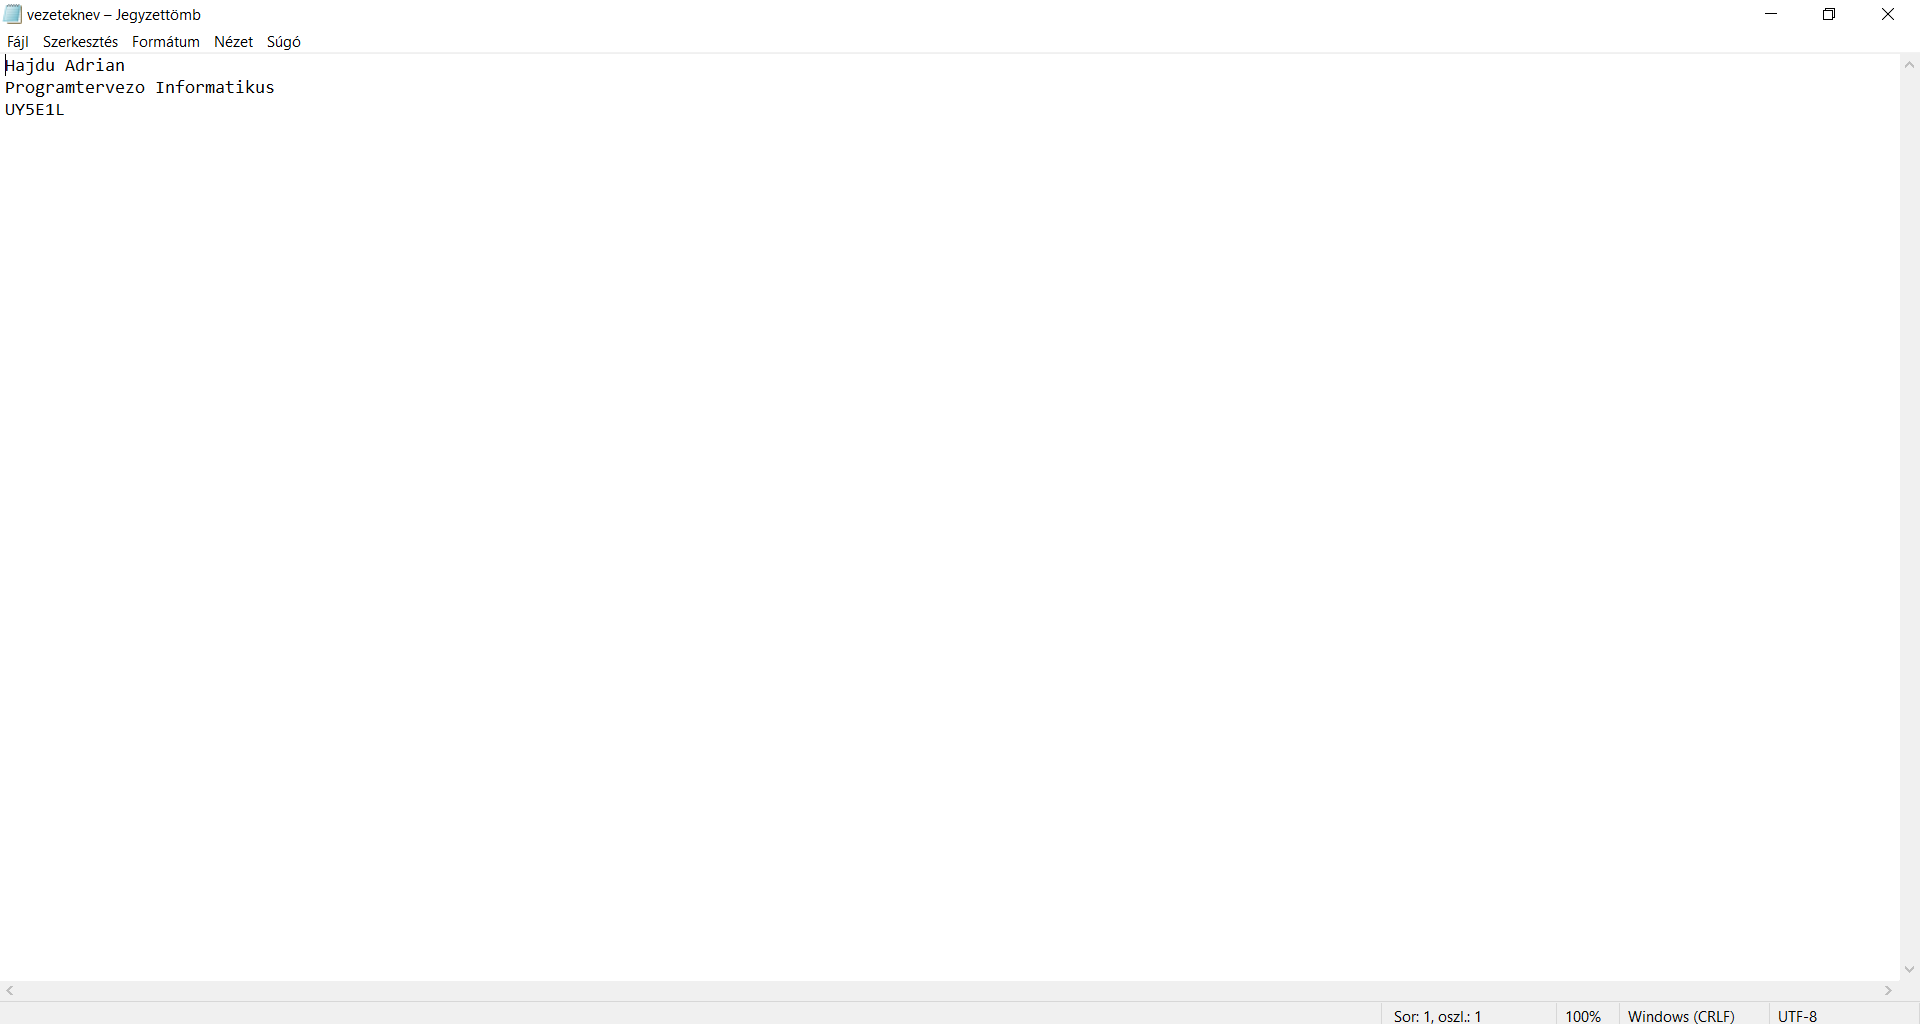 vezeteknev – Jegyzettömb
Fájl Szerkesztés Formátum Nézet Súgó
Hajdu Adrian
Programtervezo Informatikus
UY5E1L
Sor: 1, oszl.: 1 100% Windows (CRLF) UTF-8